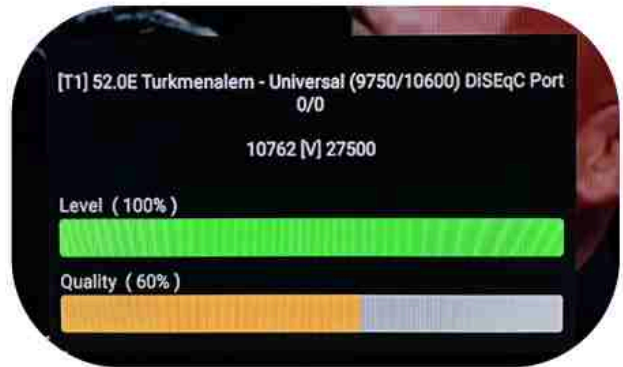 [T1] 52.0E Turkmenalem - Universal (9750/10600) DiSEqC Port
0/0
10762 [V] 27500
Level ( 100% )
Quality ( 60% )